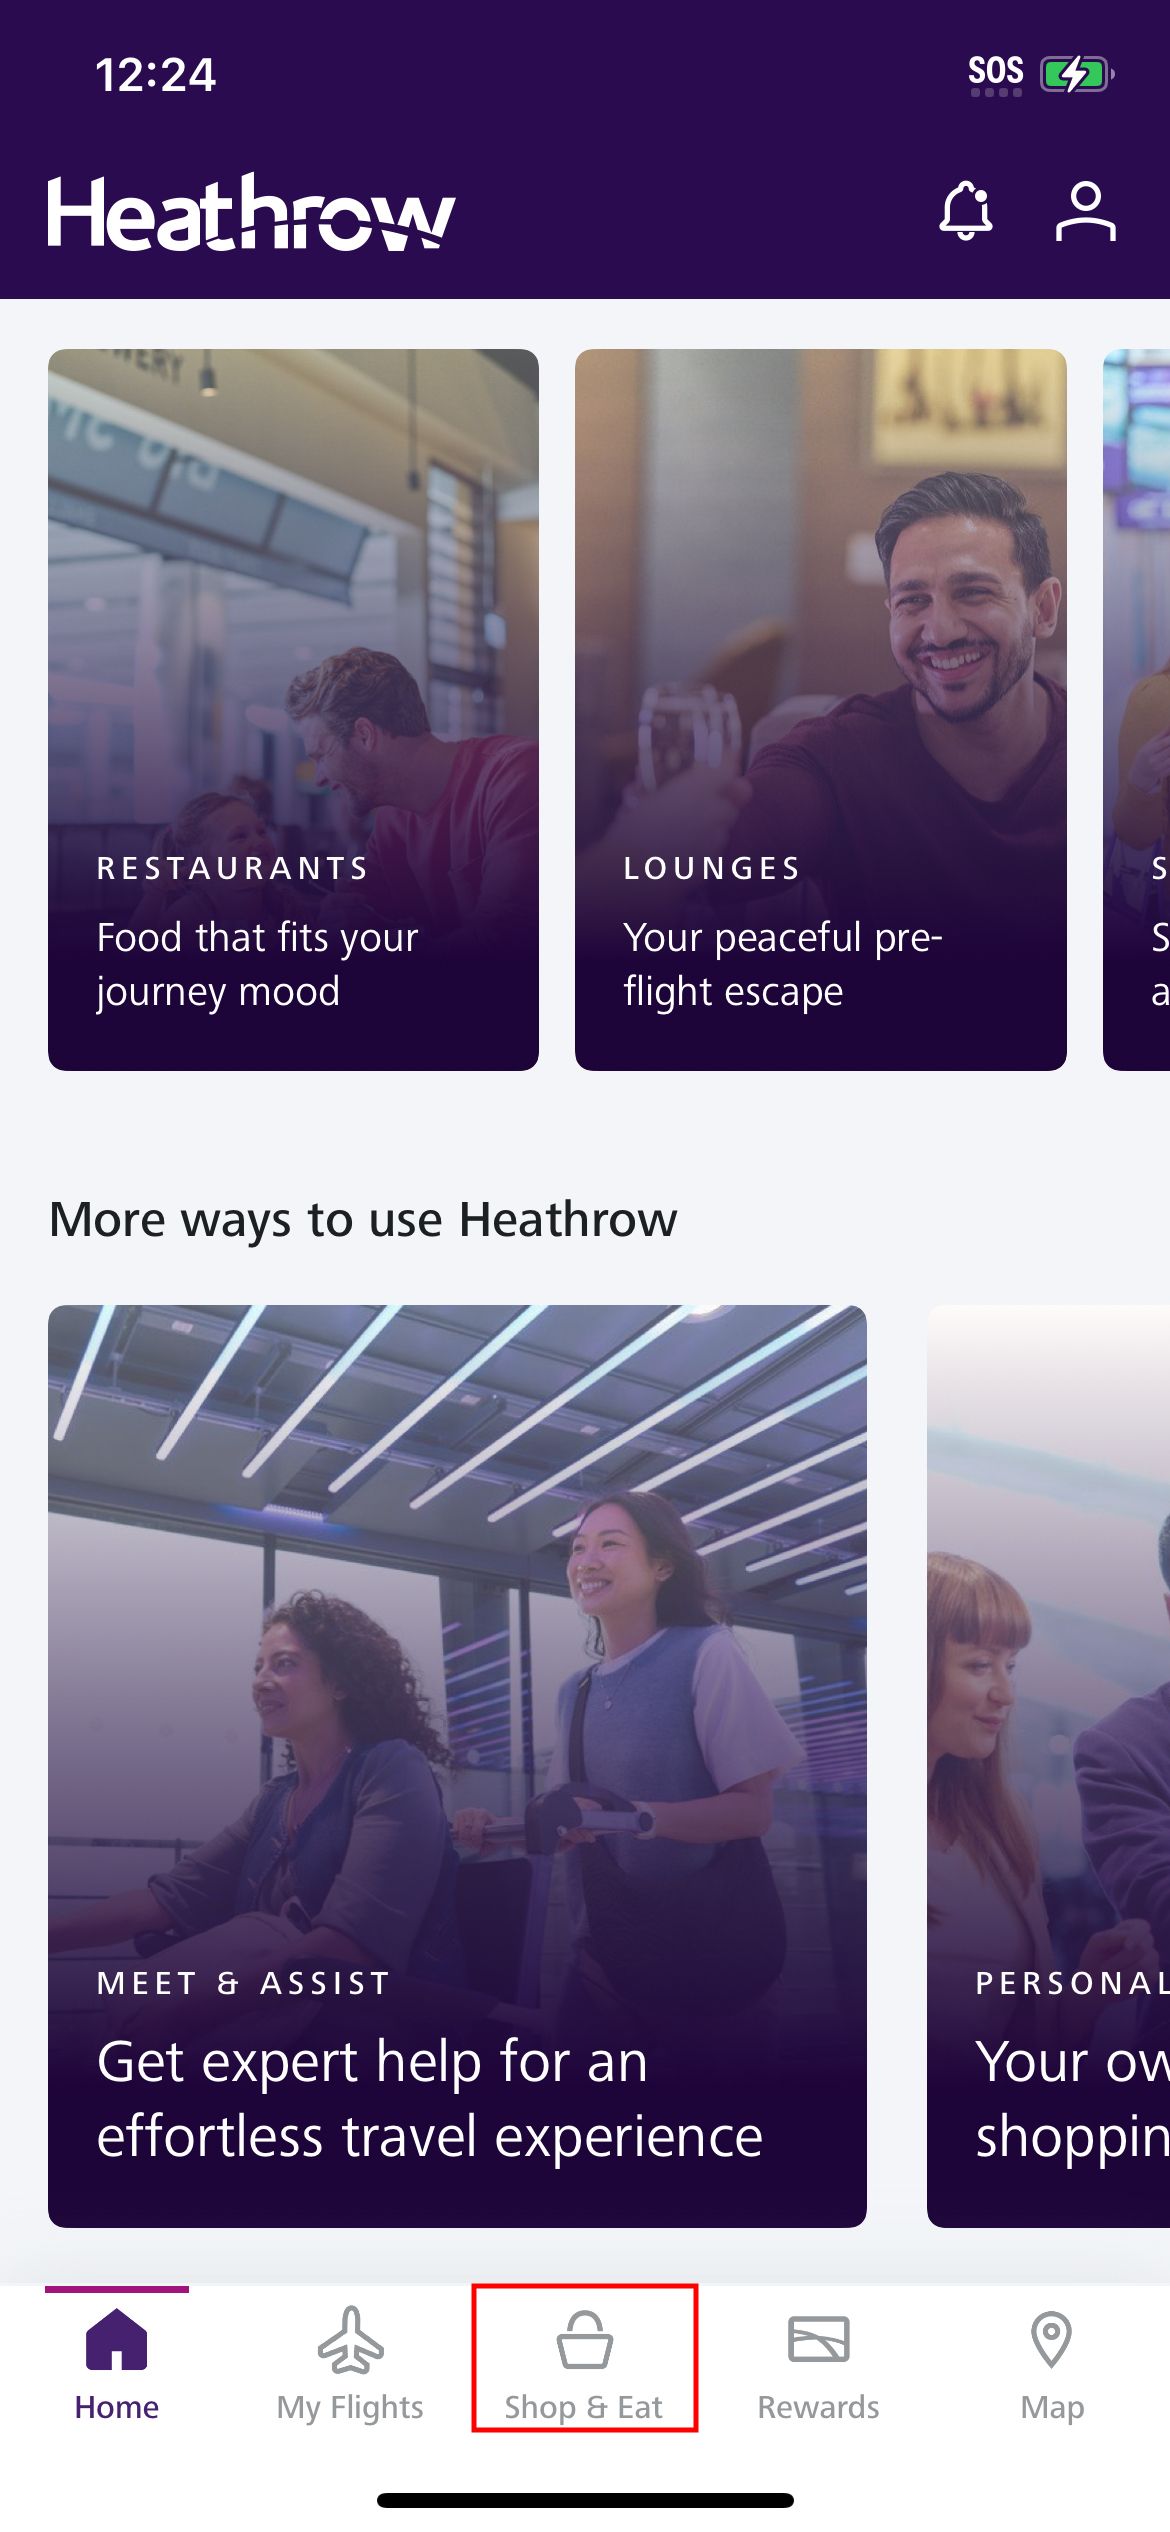 12:24
SOS
Heathrow
RESTAURANTS
Food that fits your
journey mood
LOUNGES
Your peaceful pre-
flight escape
More ways to use Heathrow
MEET & ASSIST
Get expert help for an
effortless travel experience
PERSONAL
Your
shoppin
Home
My Flights
Shop & Eat
Rewards
Map